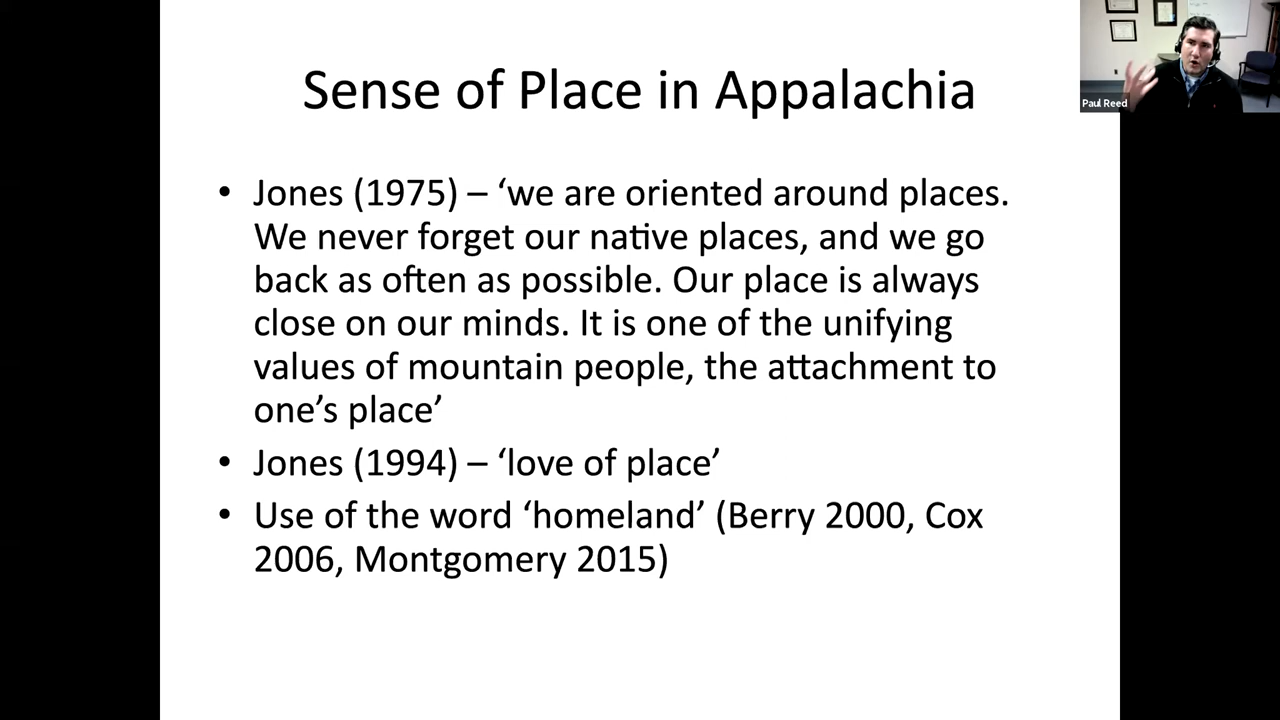 Sense of Place in Appalachia
• Jones (1975) – ‘we are oriented around places.
We never forget our native places, and we go
back as often as possible. Our place is always
close on our minds. It is one of the unifying
values of mountain people, the attachment to
one’s place’
• Jones (1994) – ‘love of place’
• Use of the word ‘homeland’ (Berry 2000, Cox
2006, Montgomery 2015)
Paul Reed